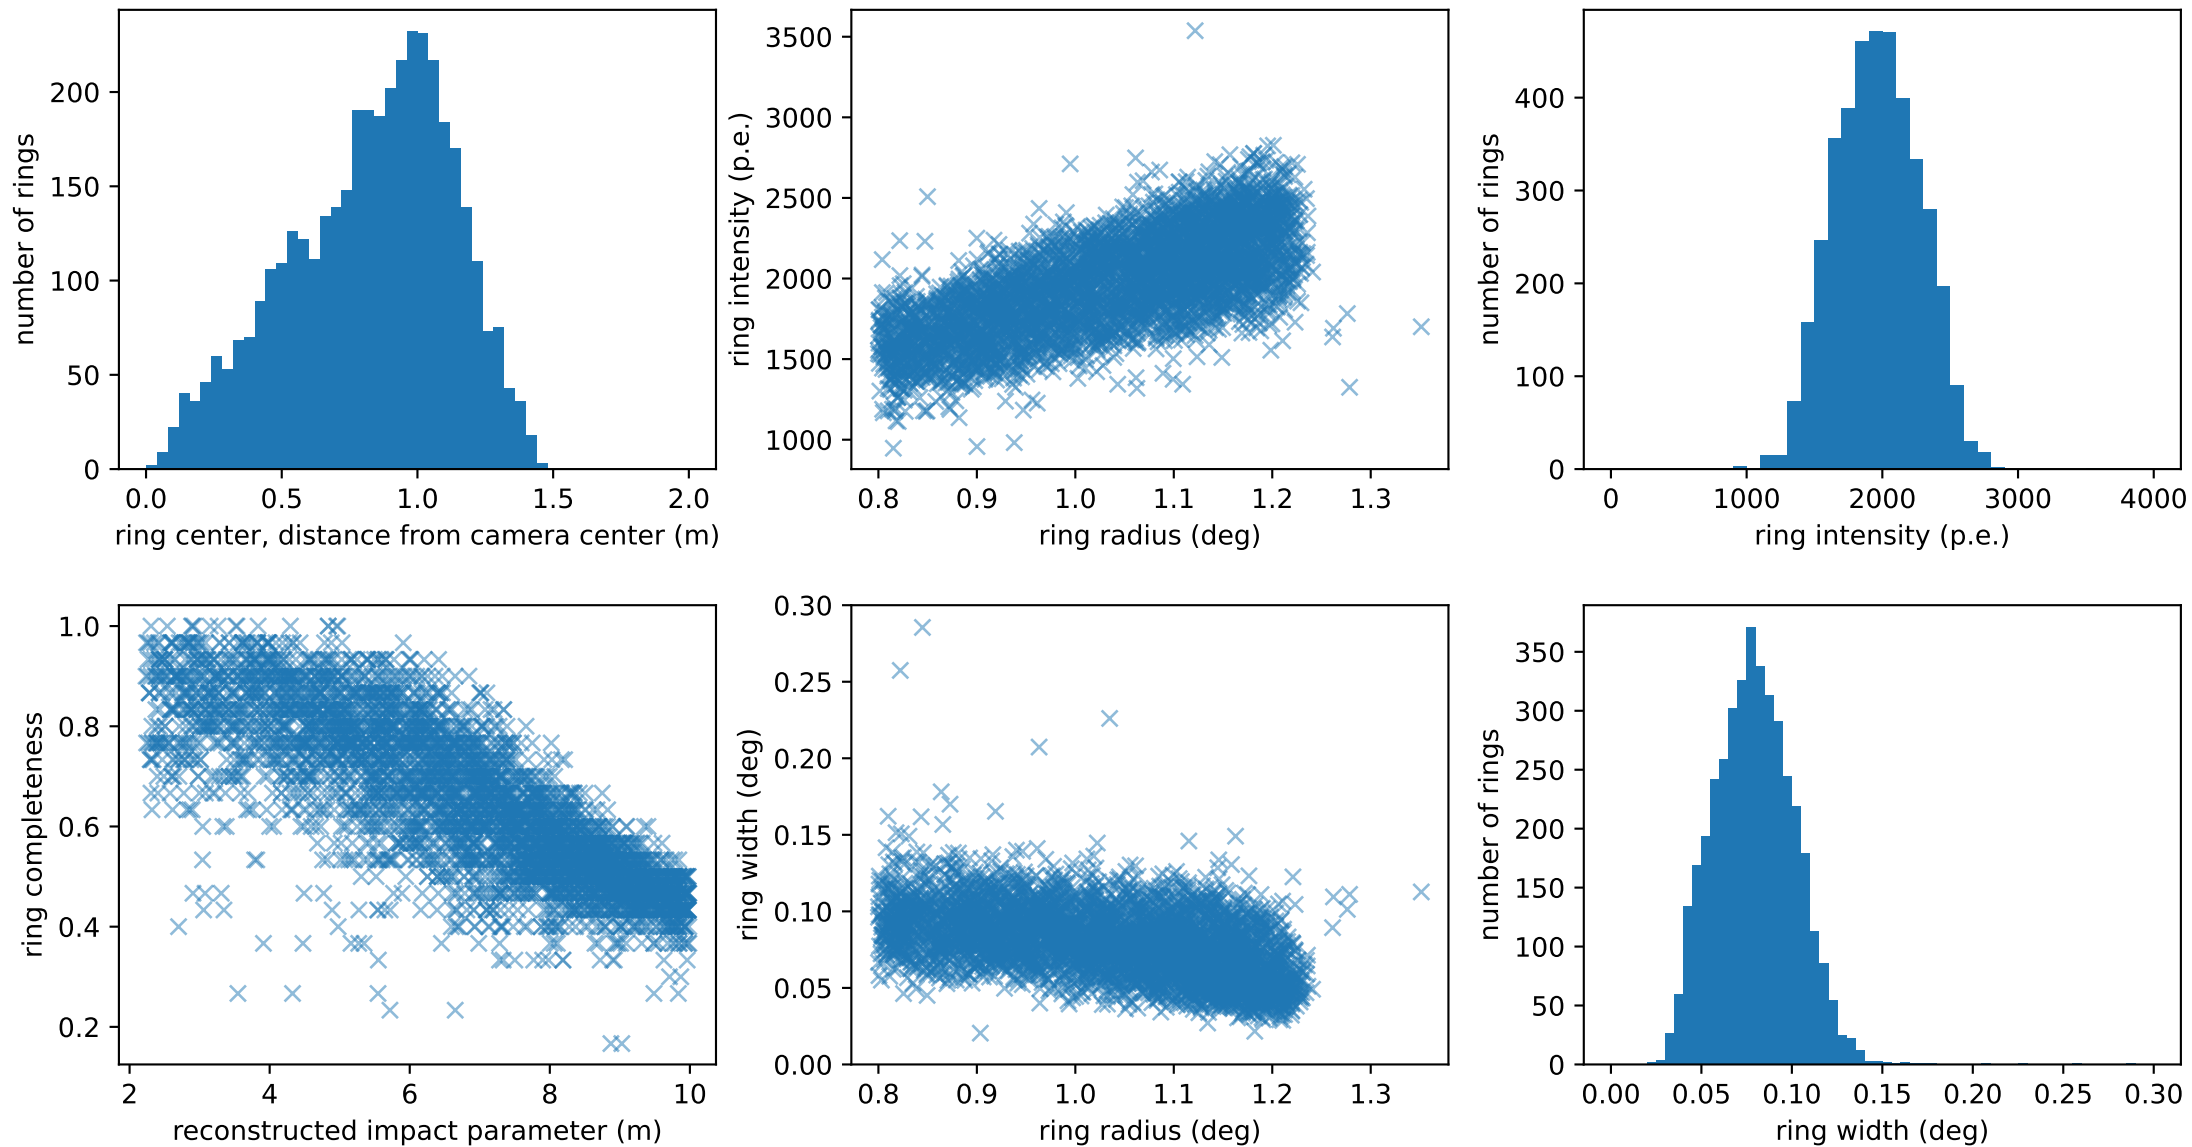 200
150
100
50
0
number of rings
0.0 0.5 1.0 1.5 2.0
ring center, distance from camera center (m)
3500
3000
2500
2000
1500
1000
ring intensity (p.e.)
0.8 0.9 1.0 1.1 1.2 1.3
ring radius (deg)
400
300
200
100
0
number of rings
0 1000 2000 3000 4000
ring intensity (p.e.)
1.0
0.8
0.6
0.4
0.2
ring completeness
2 4 6 8 10
reconstructed impact parameter (m)
0.30
0.25
0.20
0.15
0.10
0.05
0.00
ring width (deg)
0.8 0.9 1.0 1.1 1.2 1.3
ring radius (deg)
350
300
250
200
150
100
50
0
number of rings
0.00 0.05 0.10 0.15 0.20 0.25 0.30
ring width (deg)